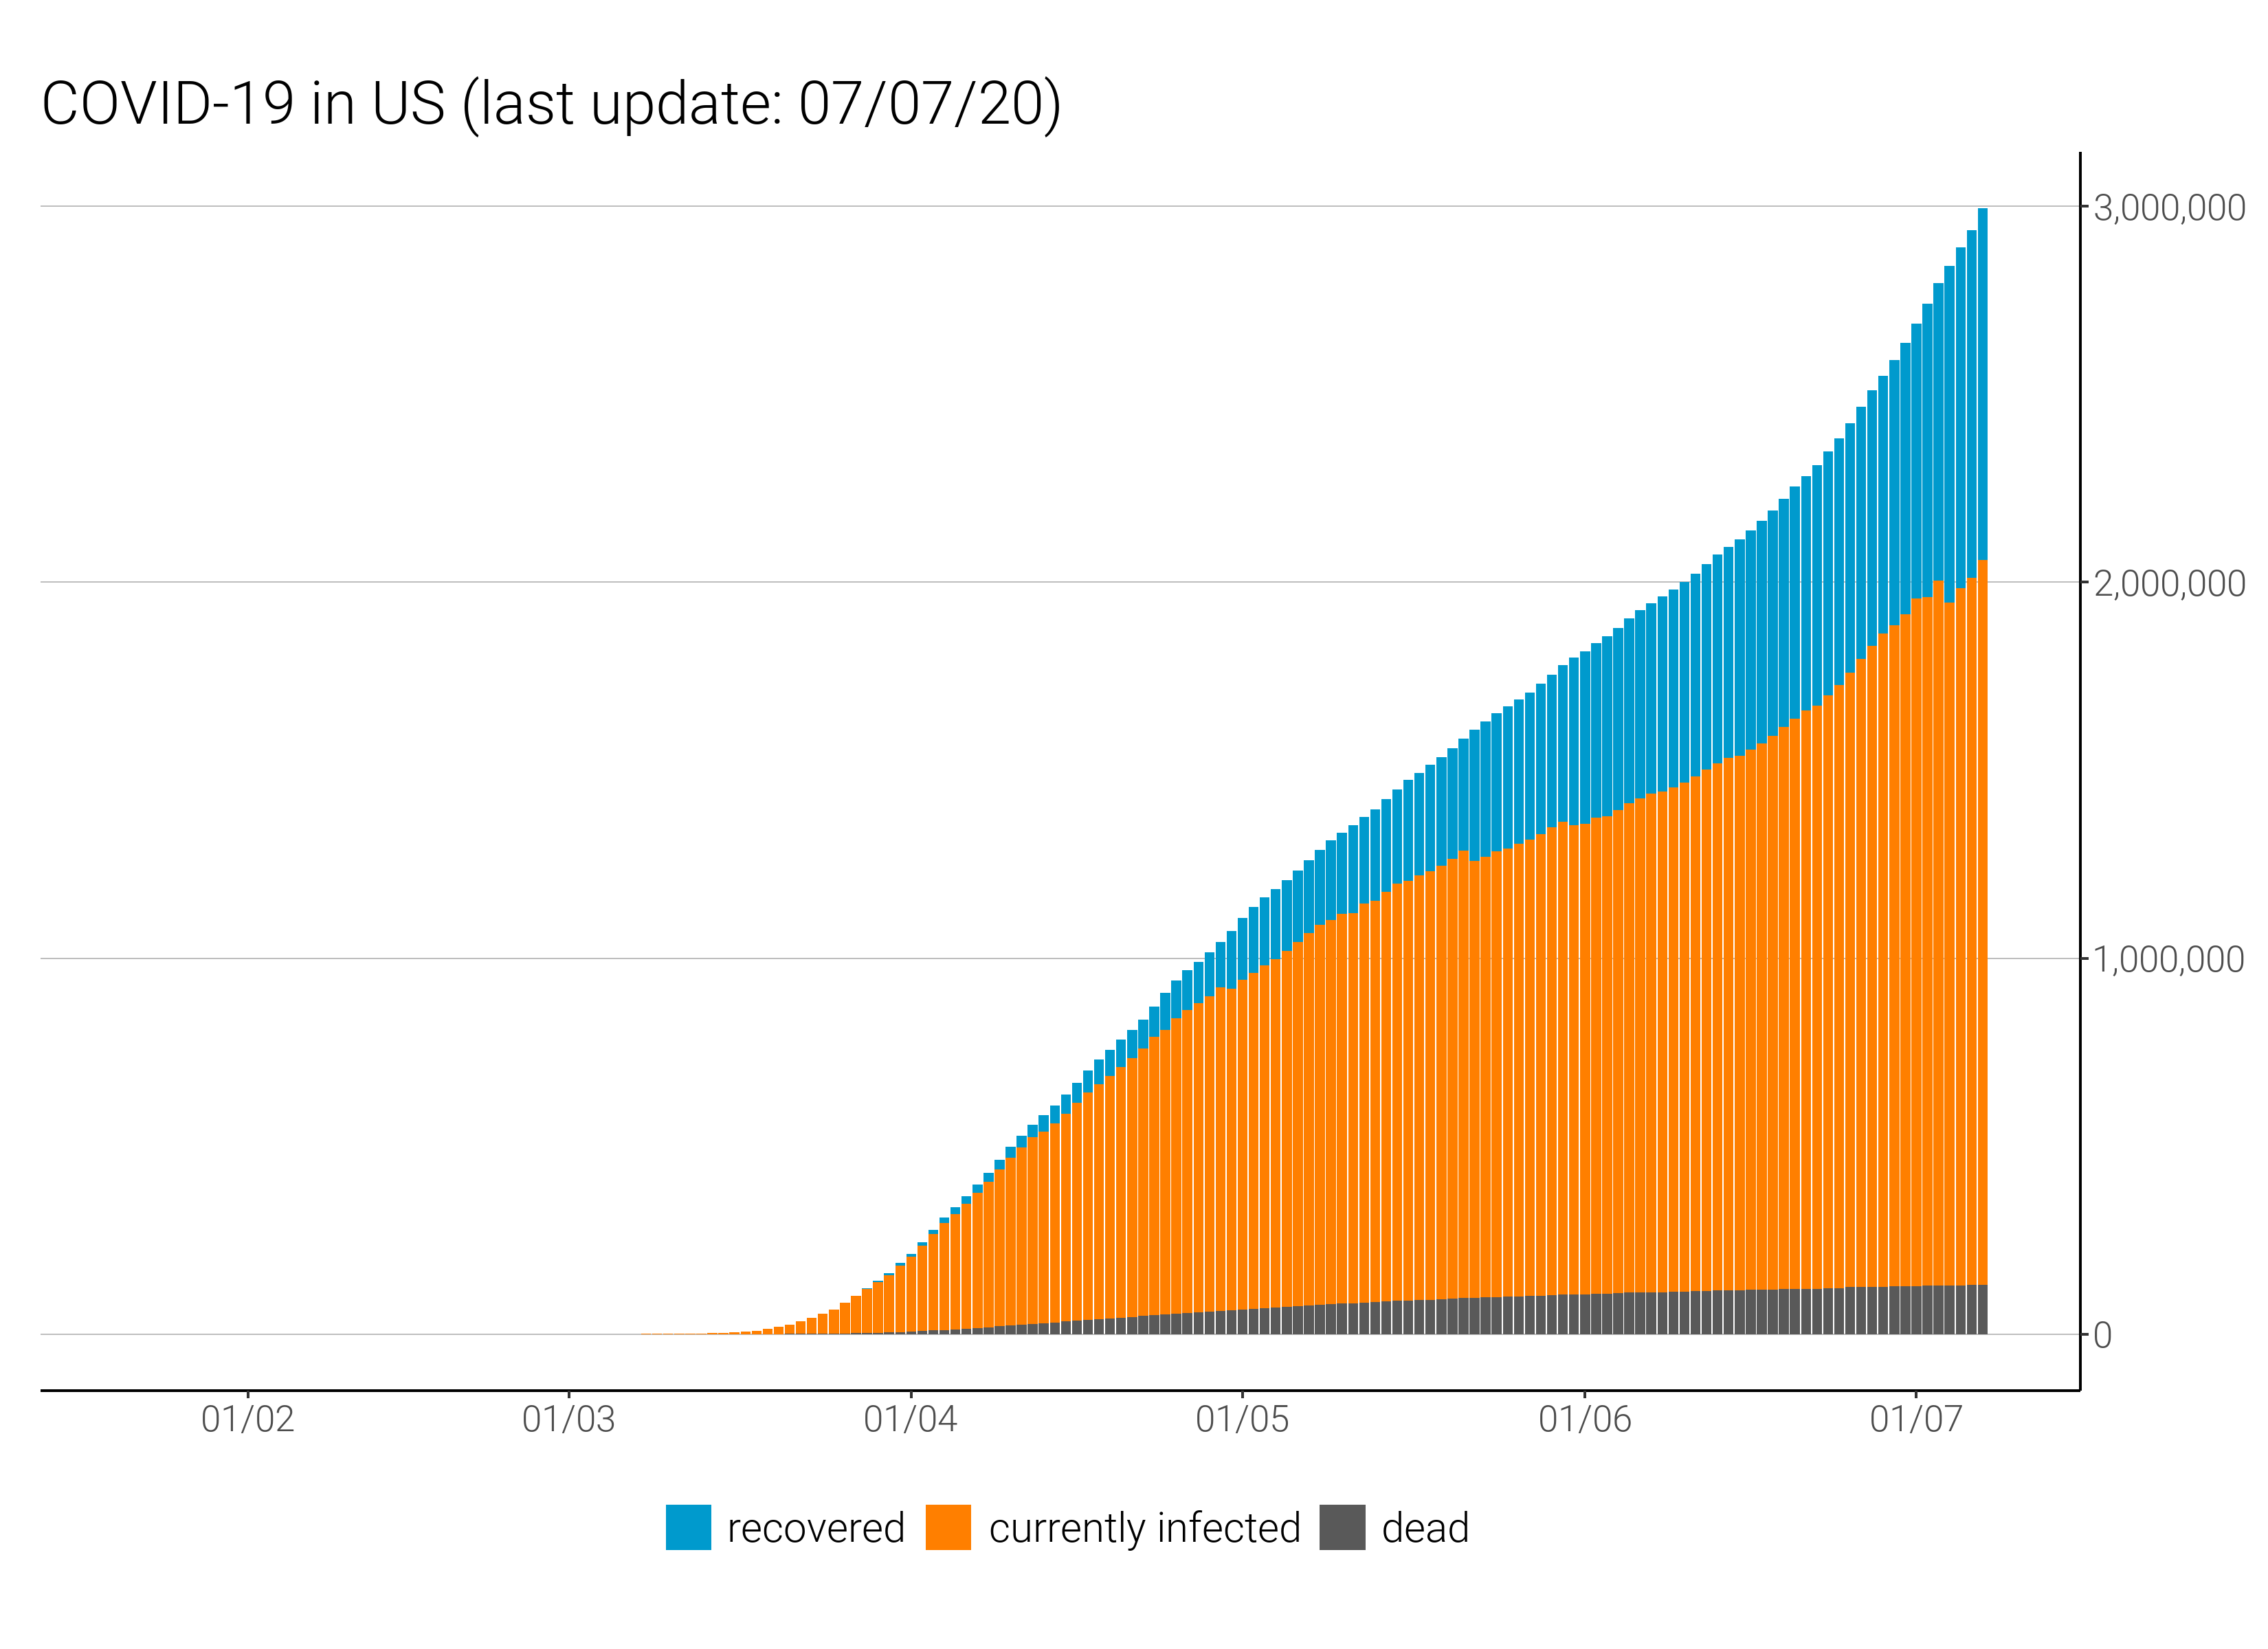 COVID-19 in US (last update: 07/07/20)
3,000,000
2,000,000
1,000,000
0
01/02 01/03 01/04 01/05 01/06 01/07
recovered currently infected dead